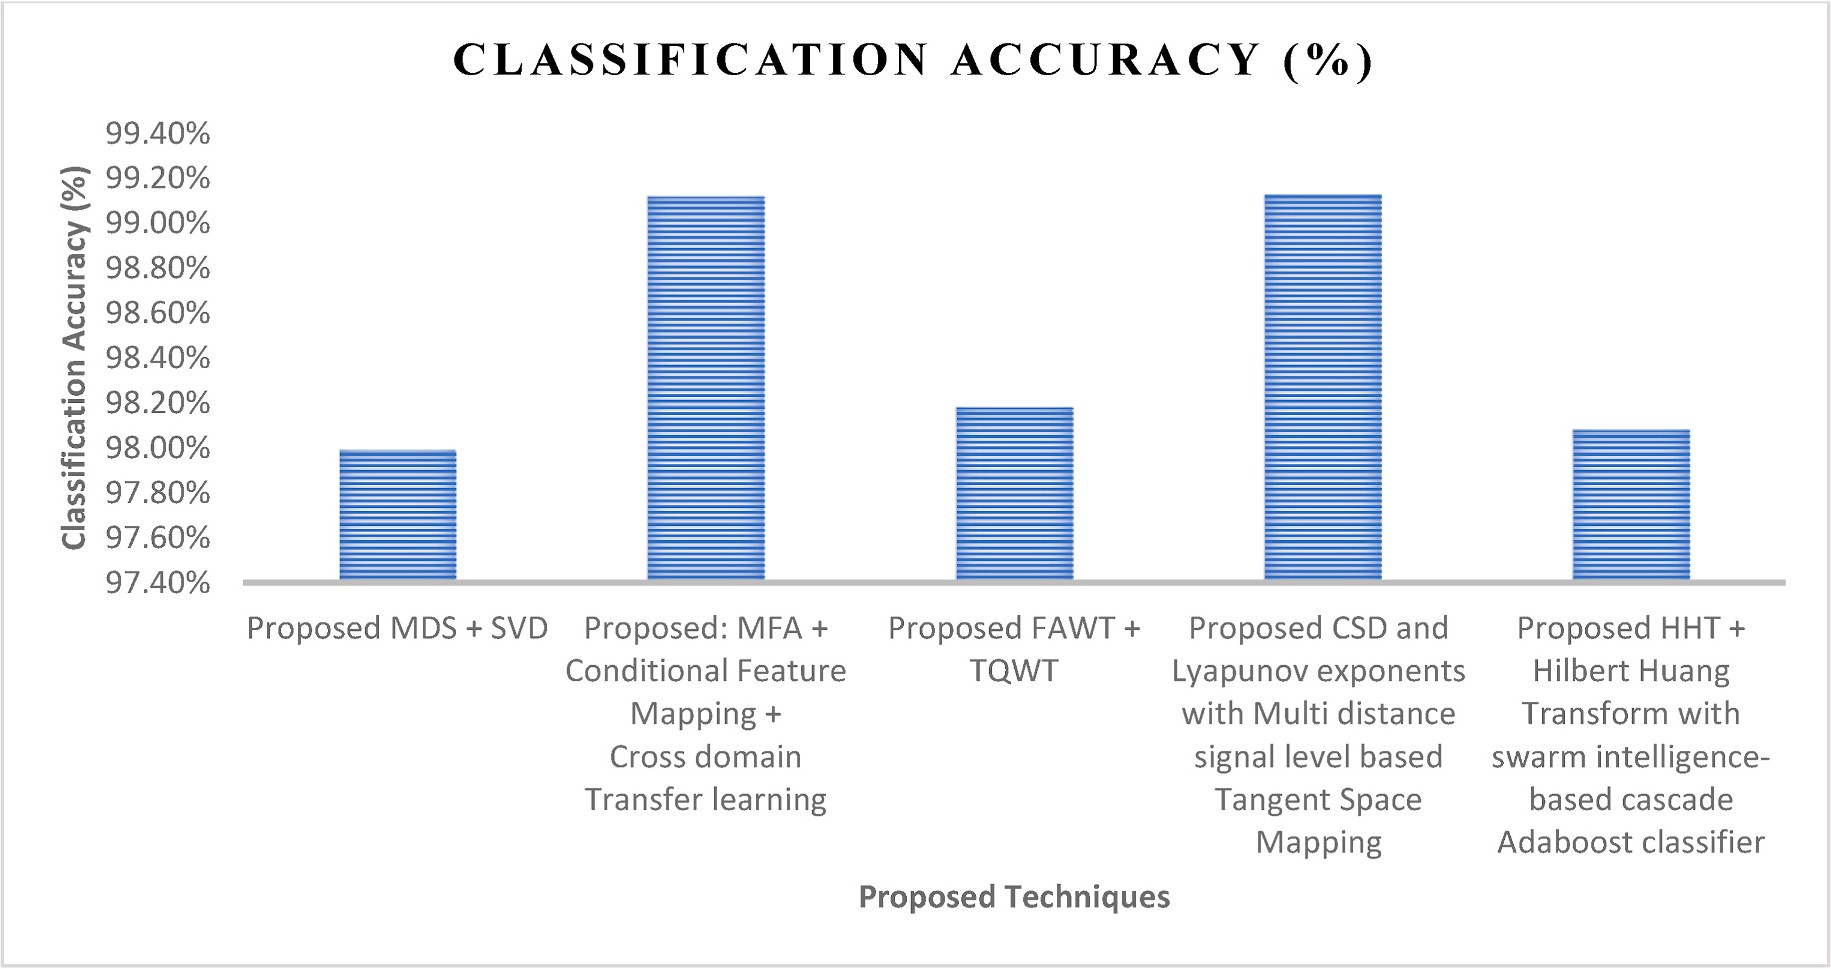 CLASSIFICATION ACCURACY (%)
Classification Accuracy (%)
99.40%
99.20%
99.00%
98.80%
98.60%
98.40%
98.20%
98.00%
97.80%
97.60%
97.40%
Proposed MDS + SVD
Proposed: MFA +
Conditional Feature
Mapping +
Cross domain
Transfer learning
Proposed FAWT +
TQWT
Proposed CSD and
Lyapunov exponents
with Multi distance
signal level based
Tangent Space
Mapping
Proposed HHT +
Hilbert Huang
Transform with
swarm intelligence-
based cascade
Adaboost classifier
Proposed Techniques